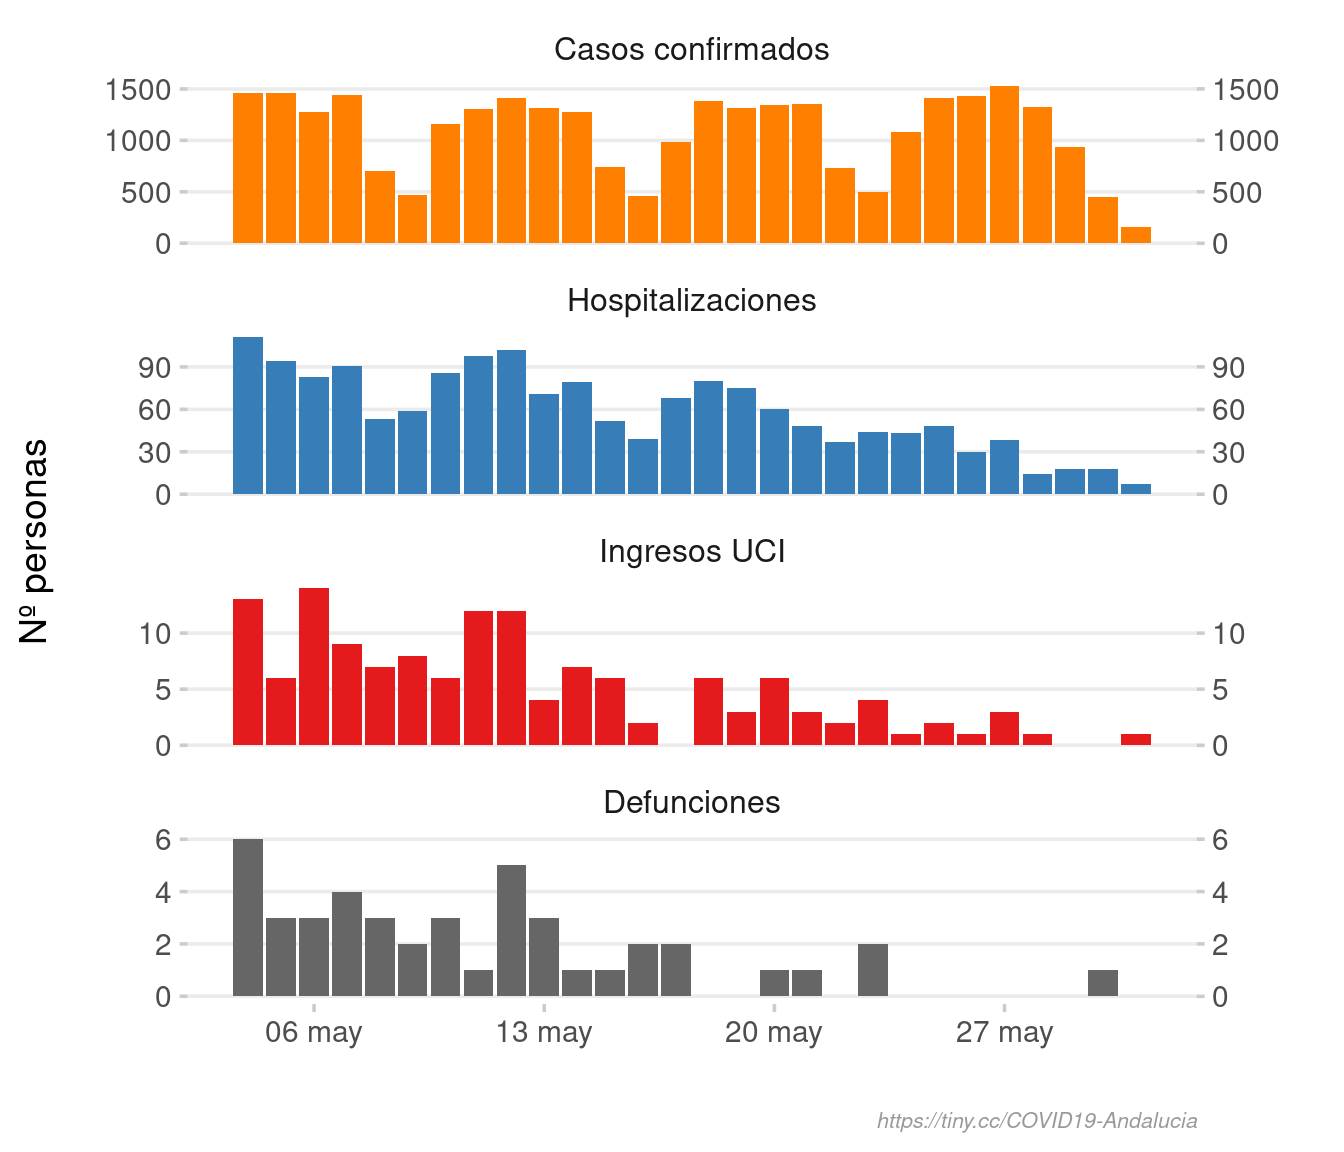 Casos confirmados
1500 1500
1000 1000
500 500
0 0
Hospitalizaciones
90 90
60 60
30 30
0 0
Ingresos UCI
10 10
5 5
0 0
Defunciones
6 6
4 4
2 2
0 0
06 may 13 may 20 may 27 may
Nº personas
https://tiny.cc/COVID19-Andalucia